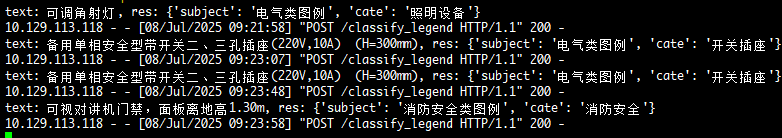 text: 可调角射灯, res: {'subject': '电气类图例', 'cate': '照明设备'}
10.129.113.118 - - [08/Jul/2025 09:21:58] "POST /classify_legend HTTP/1.1" 200 -
text: 备用单相安全型带开关二、三孔插座(220V,10A) (H=300mm), res: {'subject': '电气类图例', 'cate': '开关插座'}
10.129.113.118 - - [08/Jul/2025 09:23:07] "POST /classify_legend HTTP/1.1" 200 -
text: 备用单相安全型带开关二、三孔插座(220V,10A) (H=300mm), res: {'subject': '电气类图例', 'cate': '开关插座'}
10.129.113.118 - - [08/Jul/2025 09:23:48] "POST /classify_legend HTTP/1.1" 200 -
text: 可视对讲机门禁，面板离地高1.30m, res: {'subject': '消防安全类图例', 'cate': '消防安全'}
10.129.113.118 - - [08/Jul/2025 09:23:58] "POST /classify_legend HTTP/1.1" 200 -